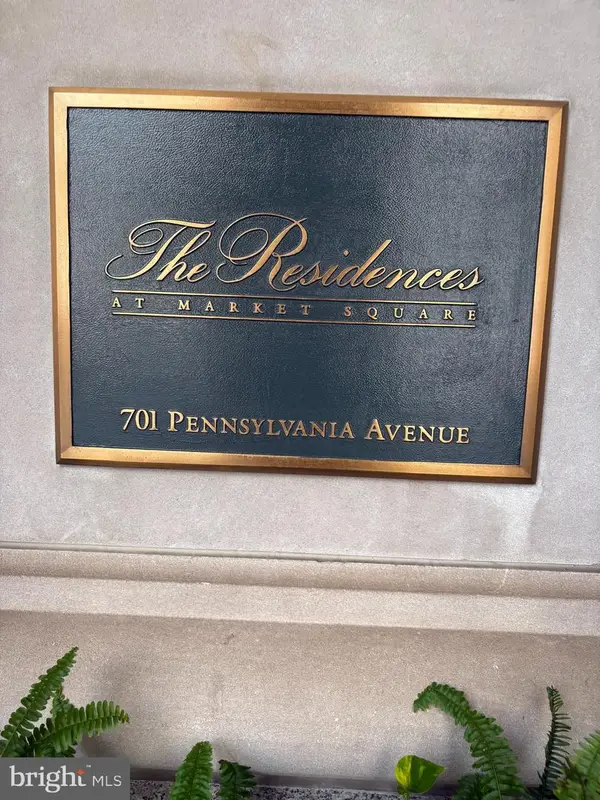 The Residences
AT MARKET SQUARE
701 PENNSYLVANIA AVENUE
bright MLS